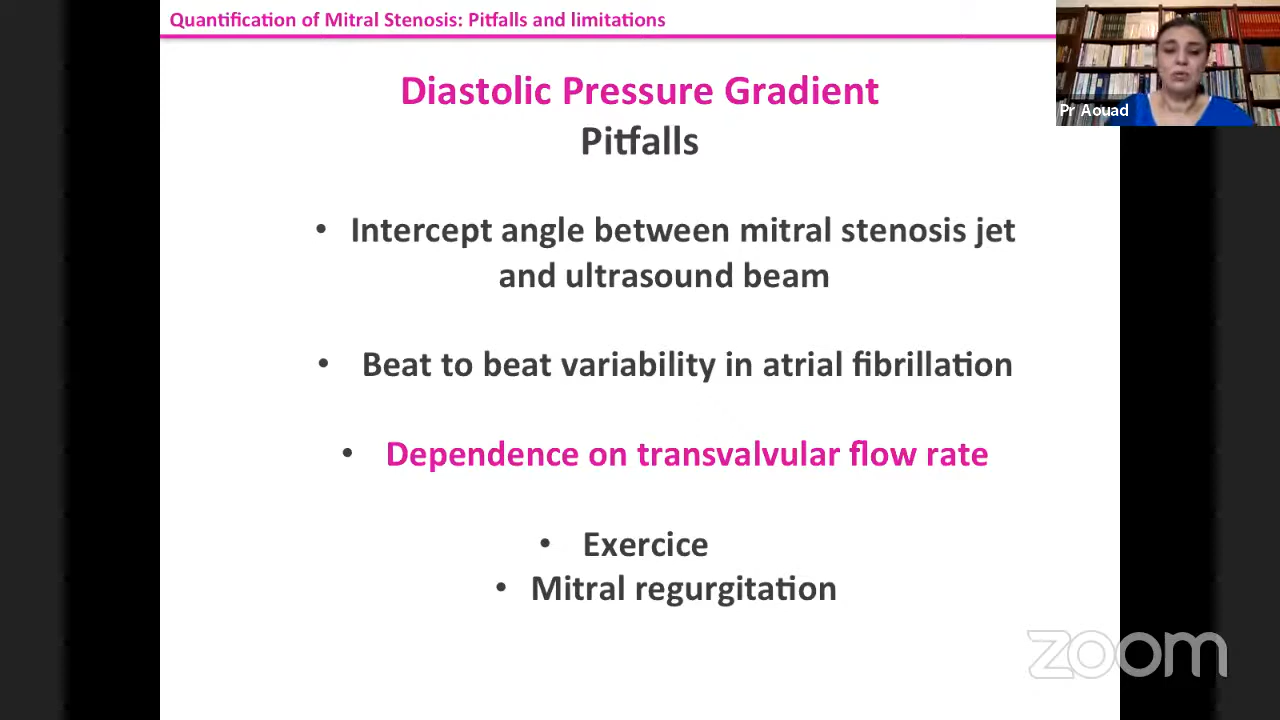 Quantification of Mitral Stenosis: Pitfalls and limitations
Pr Aouad
Diastolic Pressure Gradient
Pitfalls
• Intercept angle between mitral stenosis jet
and ultrasound beam
• Beat to beat variability in atrial fibrillation
• Dependence on transvalvular flow rate
• Exercice
• Mitral regurgitation
zoom